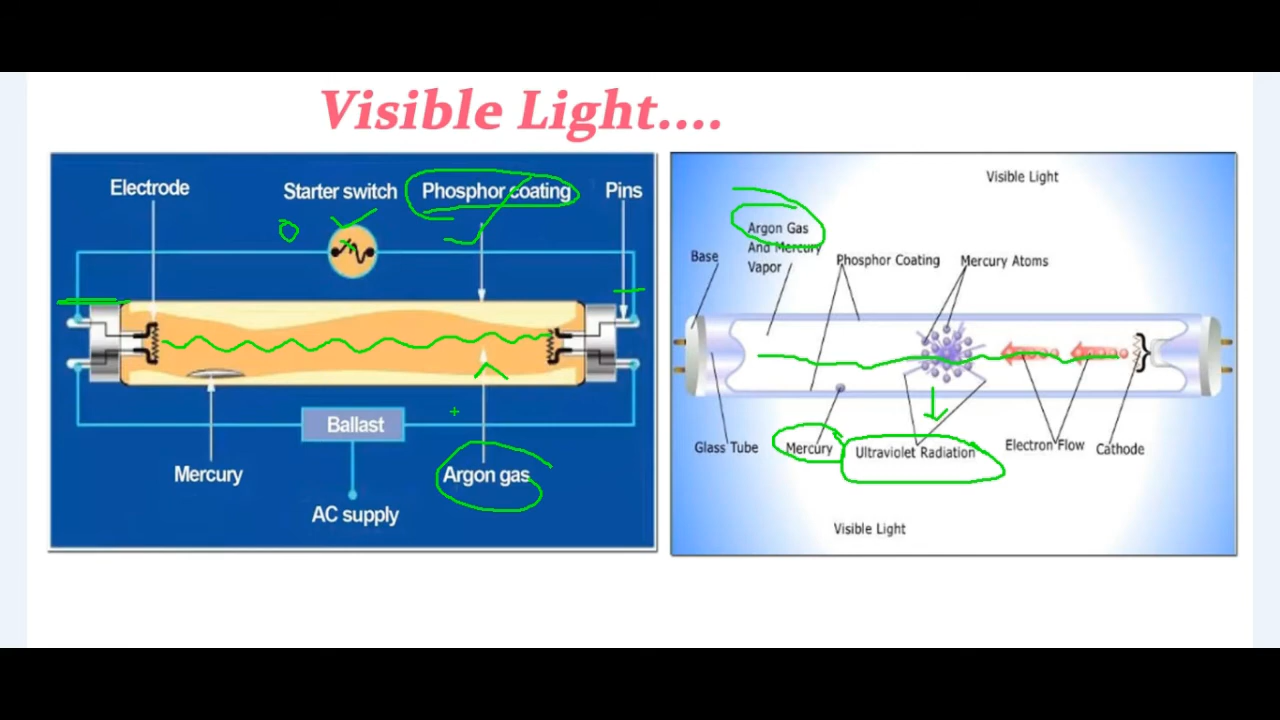 Visible Light....
Electrode
Starter switch
Phosphor coating
Pins
Ballast
Mercury
Argon gas
AC supply
Visible Light
Argon Gas
And Mercury
Vapor
Base
Phosphor Coating
Mercury Atoms
Glass Tube
Mercury
Ultraviolet Radiation
Electron Flow
Cathode
Visible Light